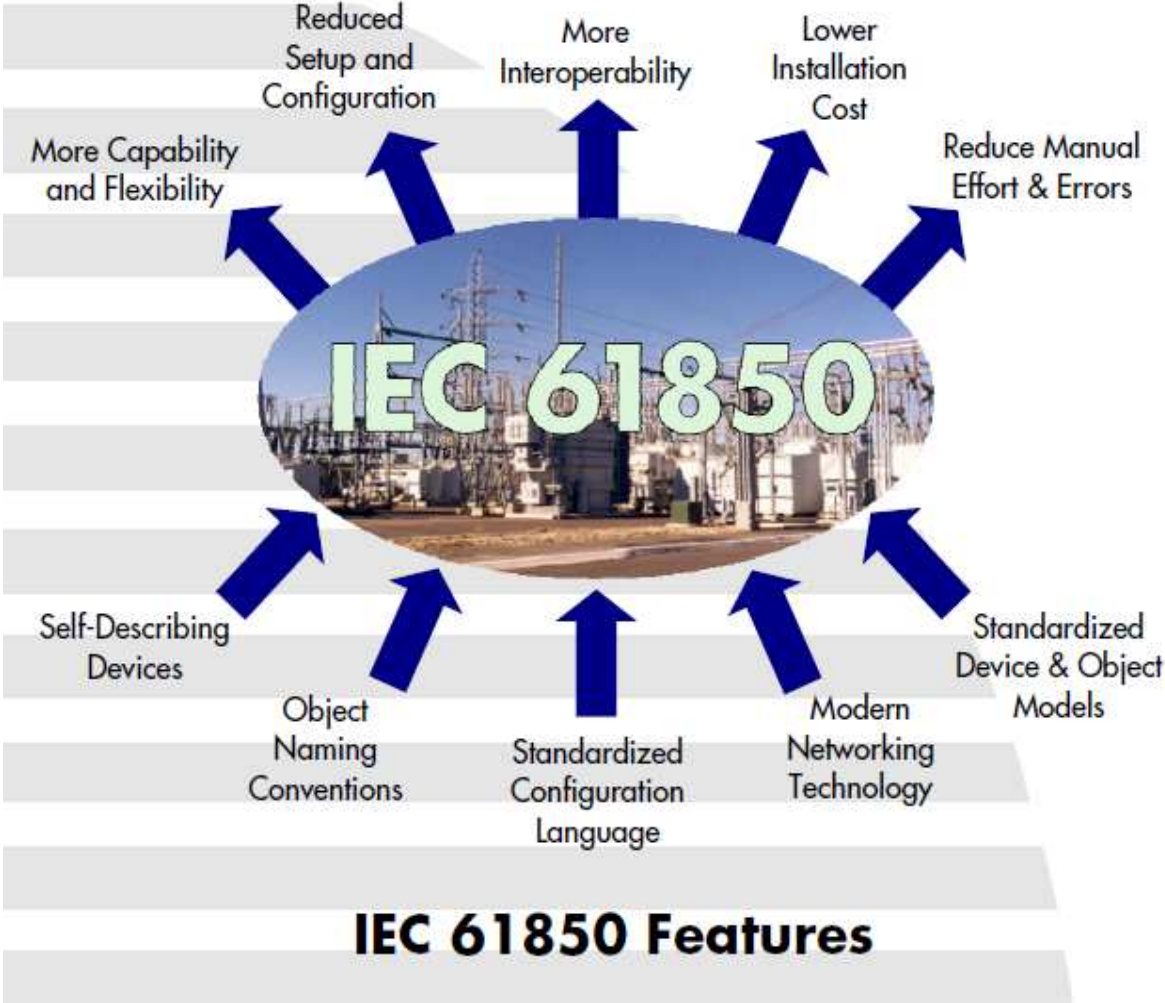 Reduced
Setup and
Configuration
More
Interoperability
Lower
Installation
Cost
More Capability
and Flexibility
Reduce Manual
Effort & Errors
IEC 61850
Self-Describing
Devices
Object
Naming
Conventions
Standardized
Configuration
Language
Modern
Networking
Technology
Standardized
Device & Object
Models
IEC 61850 Features